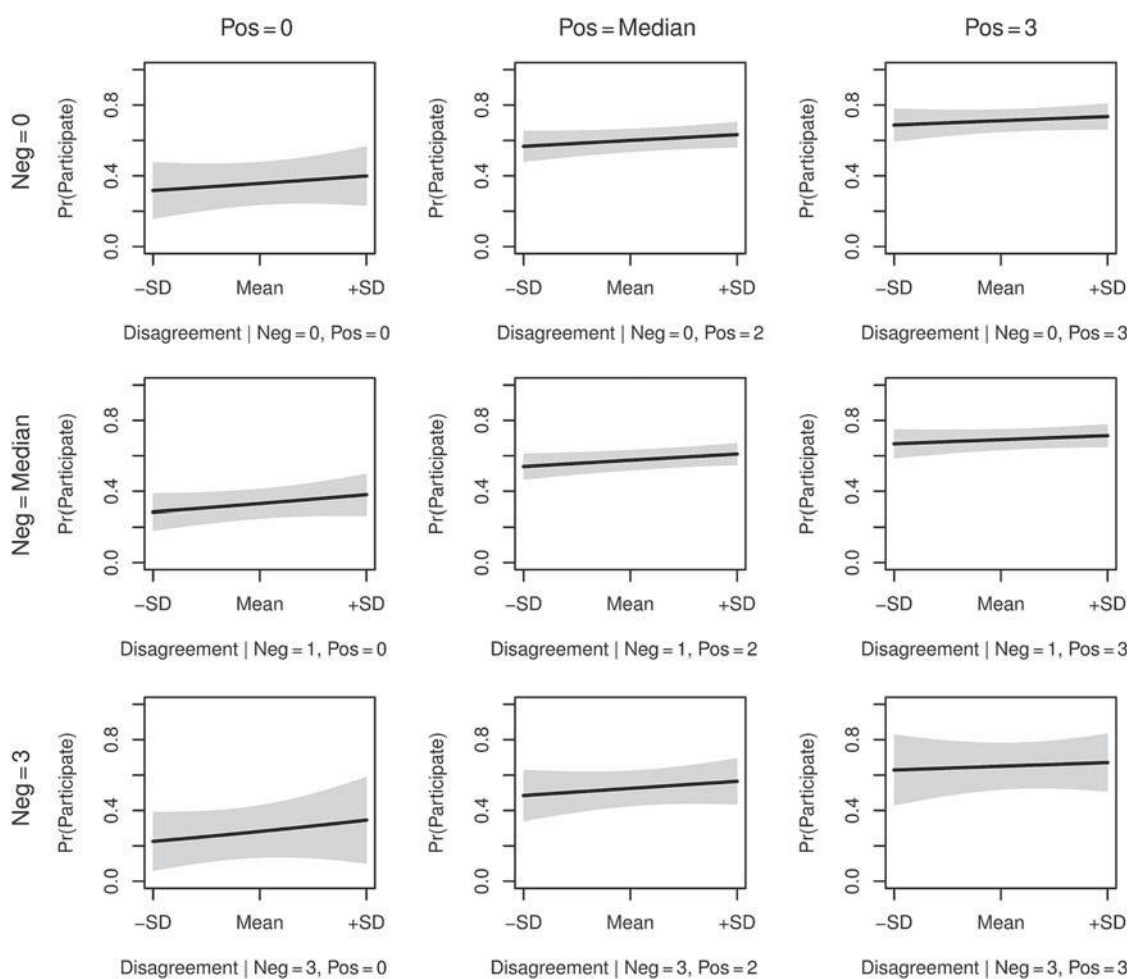 Pos = 0 Pos = Median Pos = 3
Neg = 0
Pr(Participate) Pr(Participate) Pr(Participate)
0.8 0.8 0.8
0.4 0.4 0.4
0.0 0.0 0.0
−SD Mean +SD −SD Mean +SD −SD Mean +SD
Disagreement | Neg = 0, Pos = 0 Disagreement | Neg = 0, Pos = 2 Disagreement | Neg = 0, Pos = 3
Neg = Median
Pr(Participate) Pr(Participate) Pr(Participate)
0.8 0.8 0.8
0.4 0.4 0.4
0.0 0.0 0.0
−SD Mean +SD −SD Mean +SD −SD Mean +SD
Disagreement | Neg = 1, Pos = 0 Disagreement | Neg = 1, Pos = 2 Disagreement | Neg = 1, Pos = 3
Neg = 3
Pr(Participate) Pr(Participate) Pr(Participate)
0.8 0.8 0.8
0.4 0.4 0.4
0.0 0.0 0.0
−SD Mean +SD −SD Mean +SD −SD Mean +SD
Disagreement | Neg = 3, Pos = 0 Disagreement | Neg = 3, Pos = 2 Disagreement | Neg = 3, Pos = 3